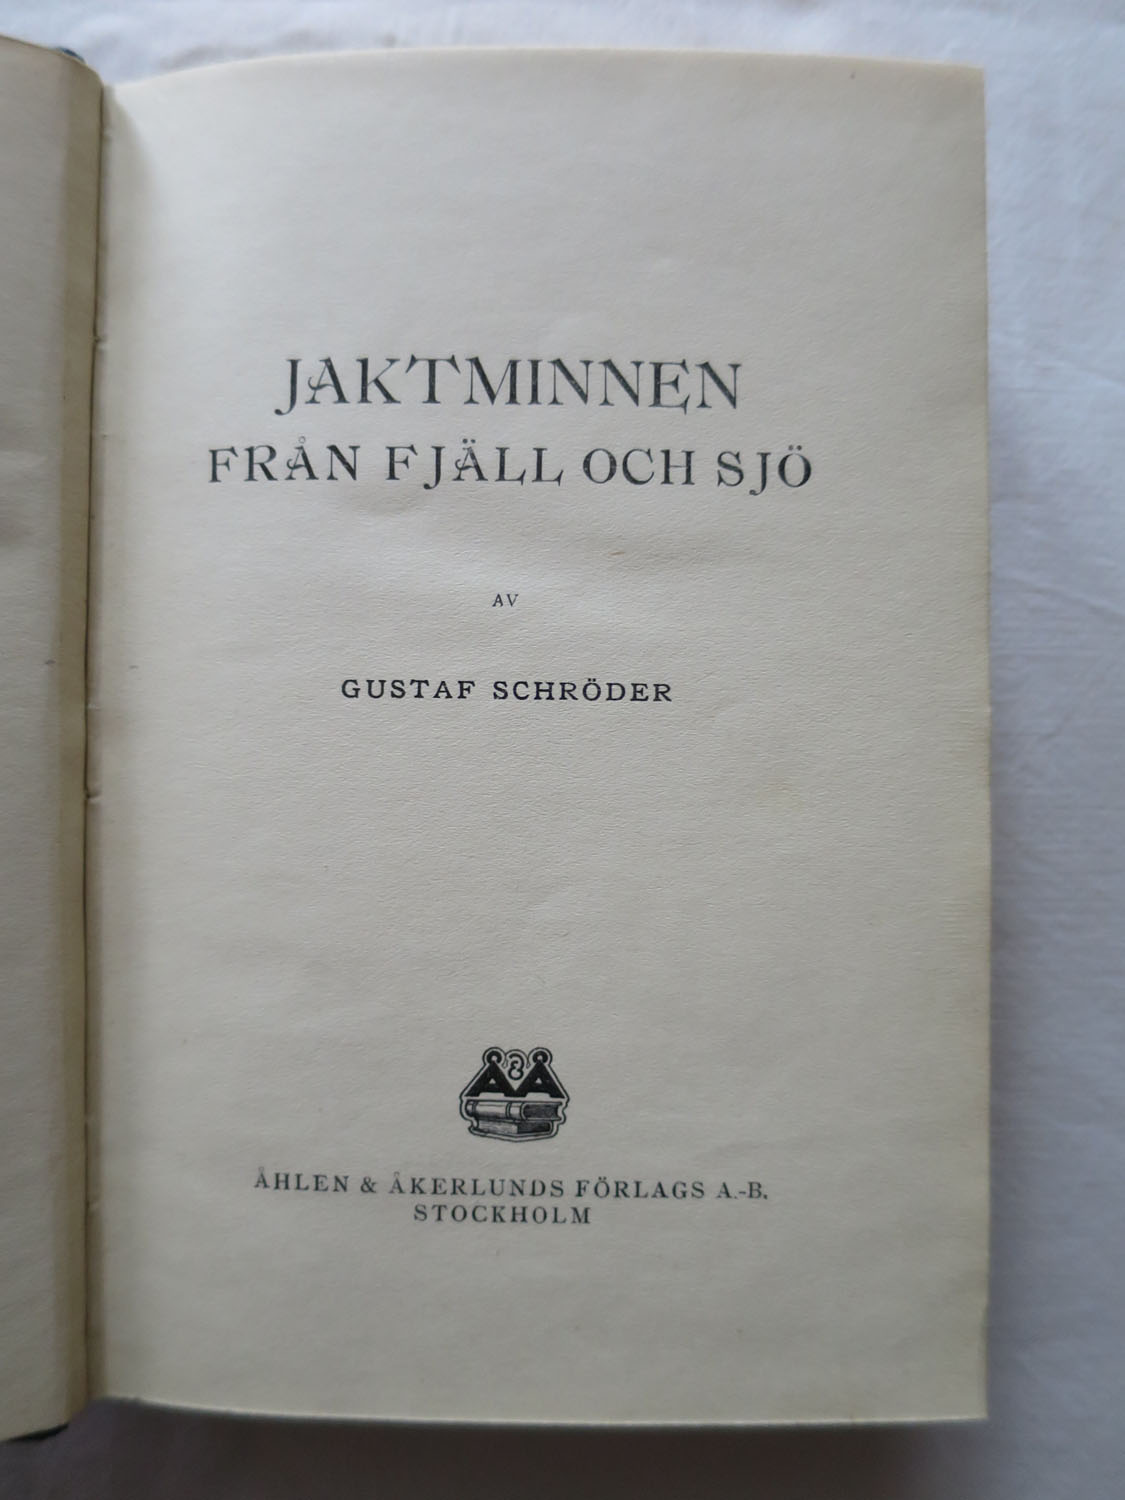 JAKTMINNEN
FRÅN FJÄLL OCH SJÖ
AV
GUSTAF SCHRÖDER
Å & Å
ÅHLEN & ÅKERLUNDS FÖRLAGS A.-B.
STOCKHOLM